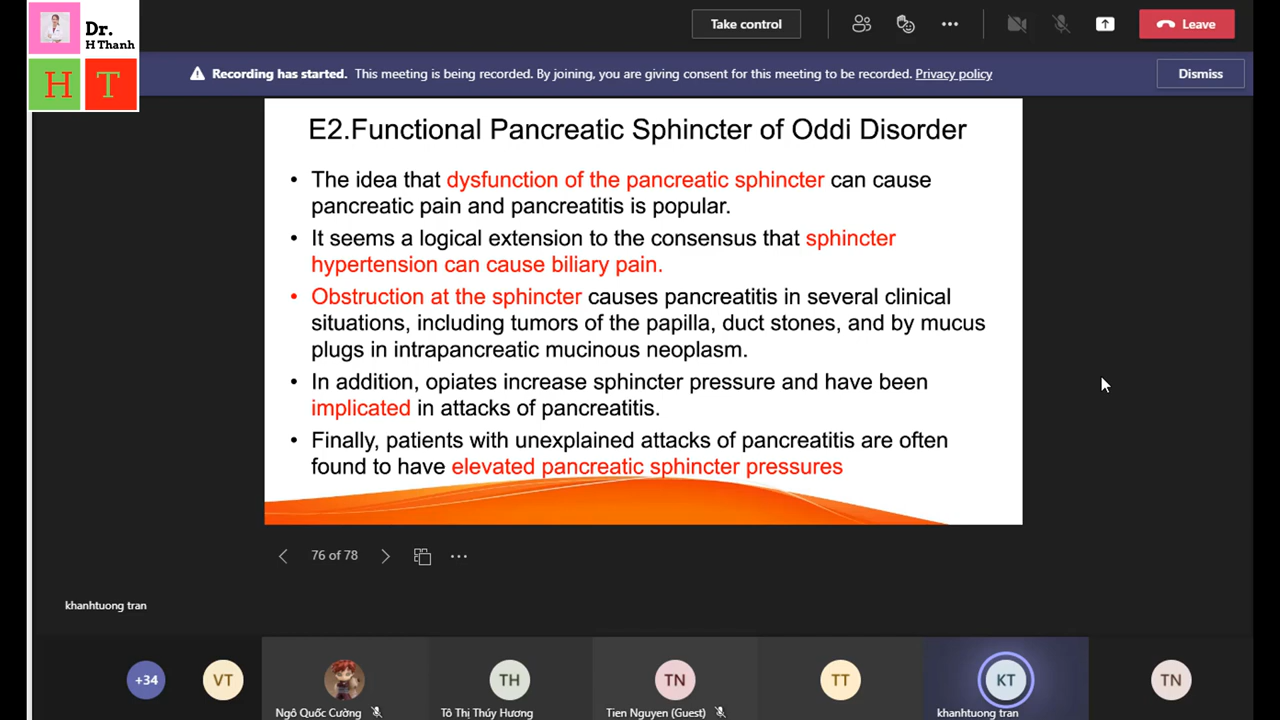 Dr.
H Thanh
H T
Take control
Leave
Recording has started. This meeting is being recorded. By joining, you are giving consent for this meeting to be recorded. Privacy policy
Dismiss
E2.Functional Pancreatic Sphincter of Oddi Disorder
• The idea that dysfunction of the pancreatic sphincter can cause
pancreatic pain and pancreatitis is popular.
• It seems a logical extension to the consensus that sphincter
hypertension can cause biliary pain.
• Obstruction at the sphincter causes pancreatitis in several clinical
situations, including tumors of the papilla, duct stones, and by mucus
plugs in intrapancreatic mucinous neoplasm.
• In addition, opiates increase sphincter pressure and have been
implicated in attacks of pancreatitis.
• Finally, patients with unexplained attacks of pancreatitis are often
found to have elevated pancreatic sphincter pressures
76 of 78
khanhtuong tran
+34
VT
TH
TN
TT
KT
TN
Ngô Quốc Cường
Tô Thị Thúy Hương
Tien Nguyen (Guest)
khanhtuong tran